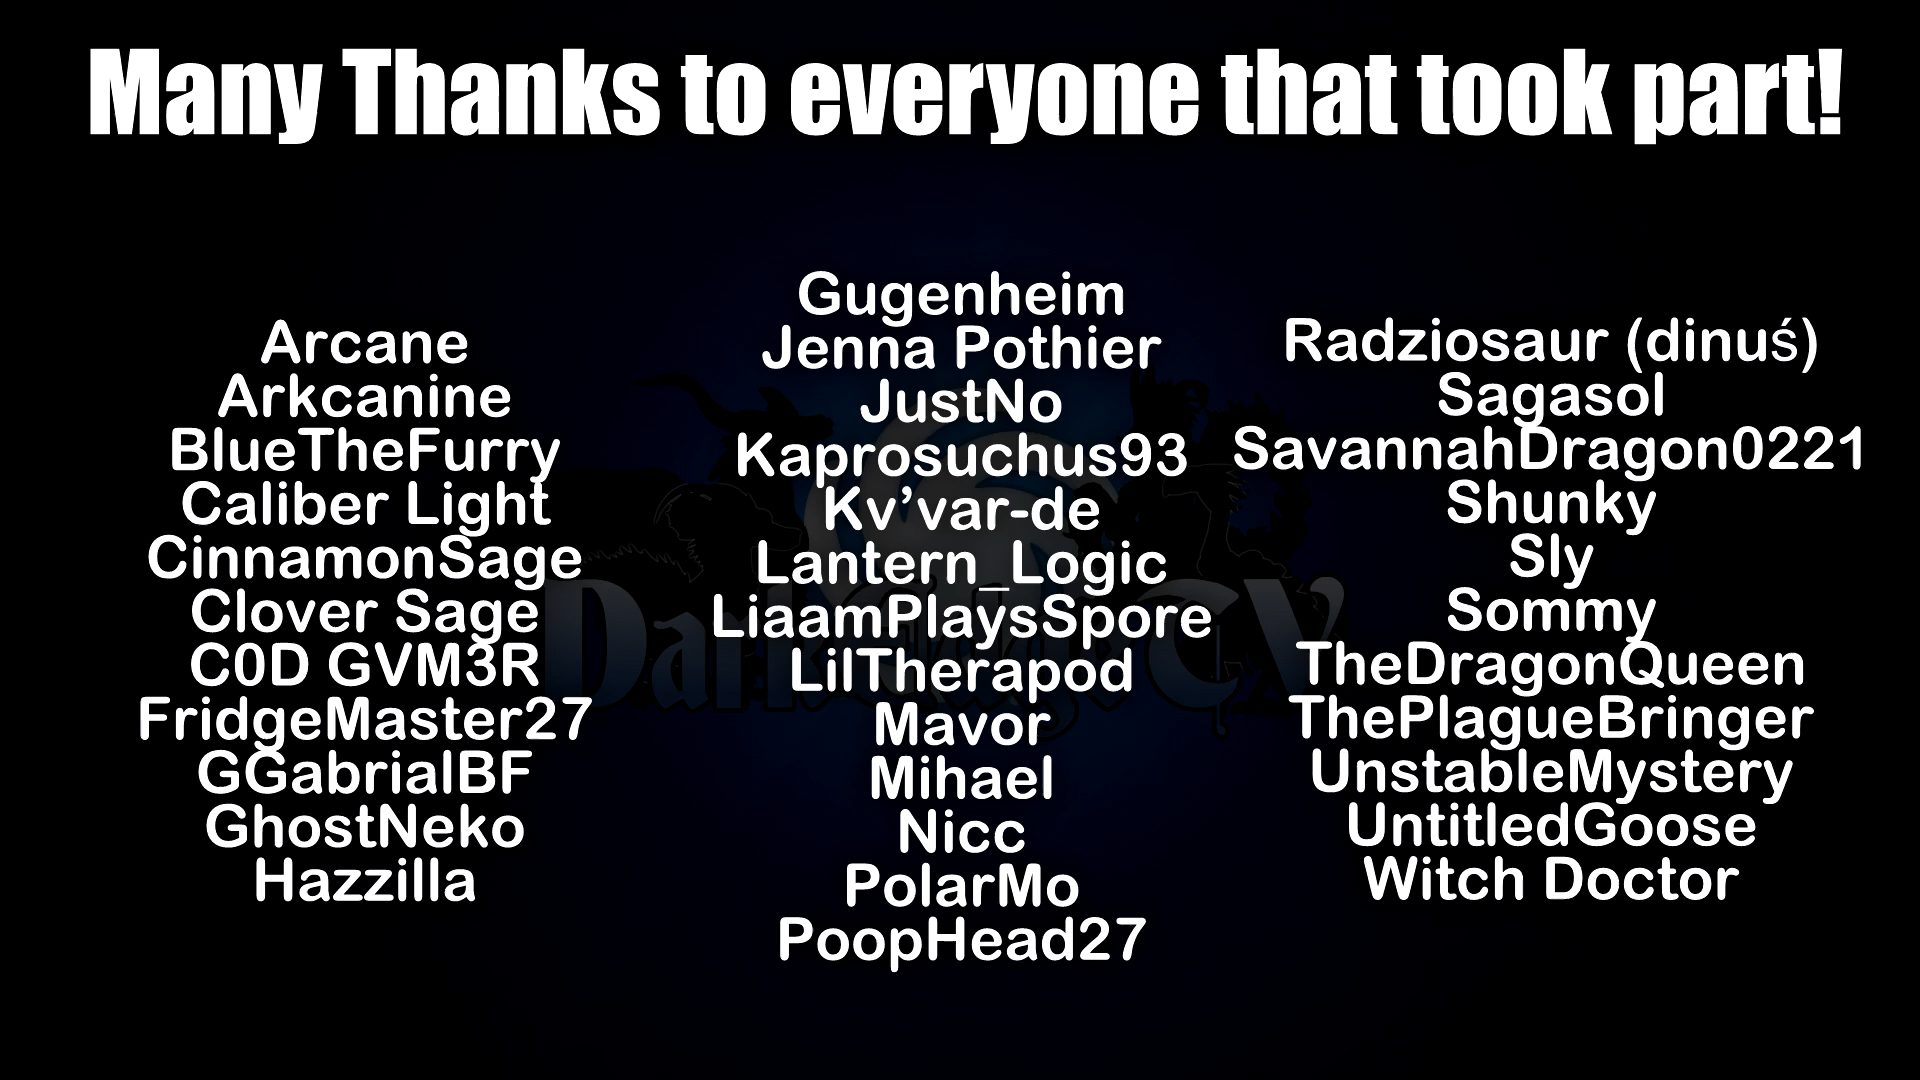 Many Thanks to everyone that took part!
Arcane
Arkcanine
BlueTheFurry
Caliber Light
CinnamonSage
Clover Sage
C0D GVM3R
FridgeMaster27
GGabrialBF
GhostNeko
Hazzilla
Gugenheim
Jenna Pothier
JustNo
Kaprosuchus93
Kv’var-de
Lantern_Logic
LiaamPlaysSpore
LilTherapod
Mavor
Mihael
Nicc
PolarMo
PoopHead27
Radziosaur (dinuś)
Sagasol
SavannahDragon0221
Shunky
Sly
Sommy
TheDragonQueen
ThePlagueBringer
UnstableMystery
UntitledGoose
Witch Doctor